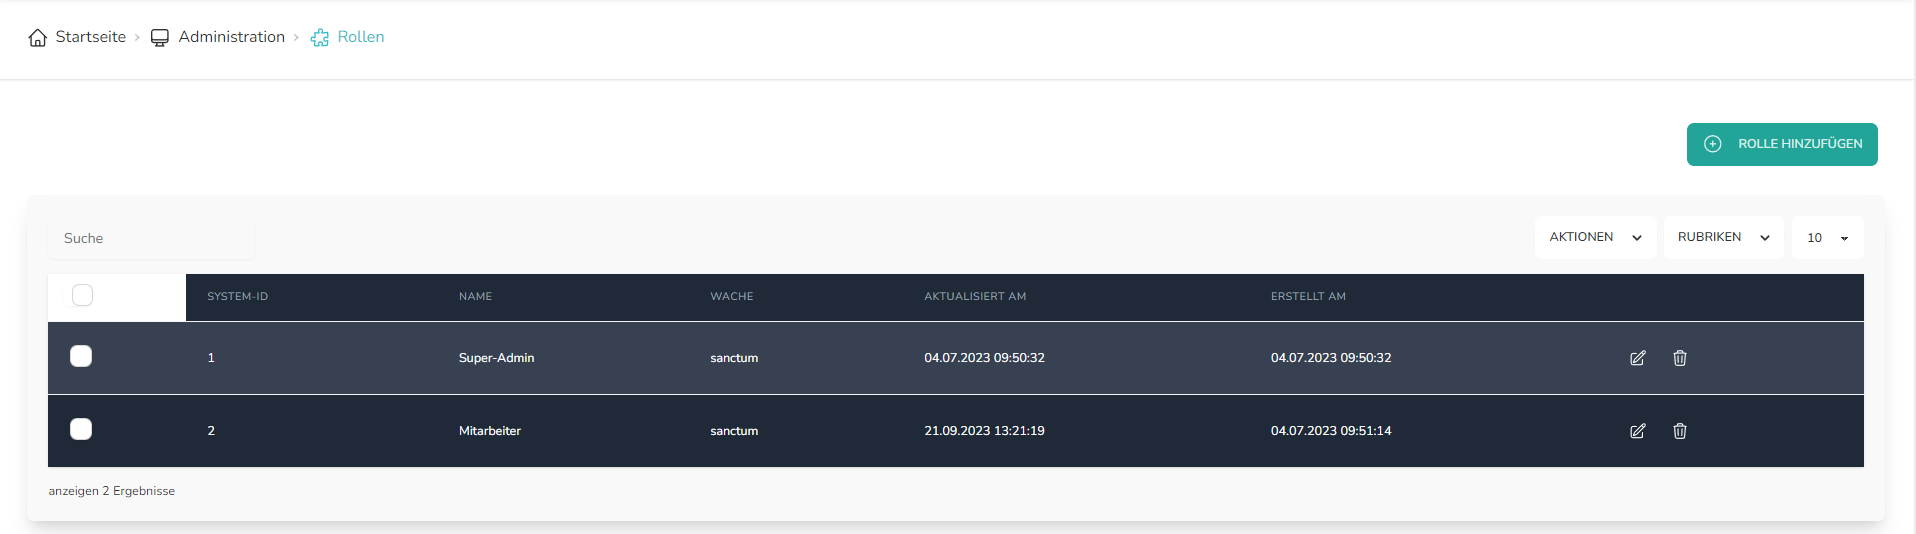 Startseite > Administration > Rollen
ROLLE HINZUFÜGEN
Suche
AKTIONEN RUBRIKEN 10
SYSTEM-ID NAME WACHE AKTUALISIERT AM ERSTELLT AM
1 Super-Admin sanctum 04.07.2023 09:50:32 04.07.2023 09:50:32
2 Mitarbeiter sanctum 21.09.2023 13:21:19 04.07.2023 09:51:14
anzeigen 2 Ergebnisse